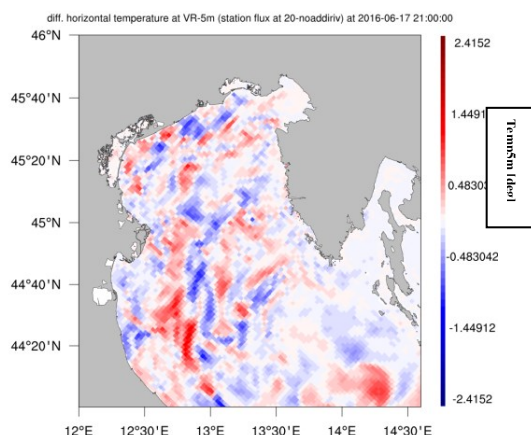 diff. horizontal temperature at VR-5m (station flux at 20-noaddiriv) at 2016-06-17 21:00:00
46°N
45°40'N
45°20'N
45°N
44°40'N
44°20'N
12°E
12°30'E
13°E
13°30'E
14°E
14°30'E
2.4152
1.4491
0.4830
-0.483042
-1.44912
-2.4152